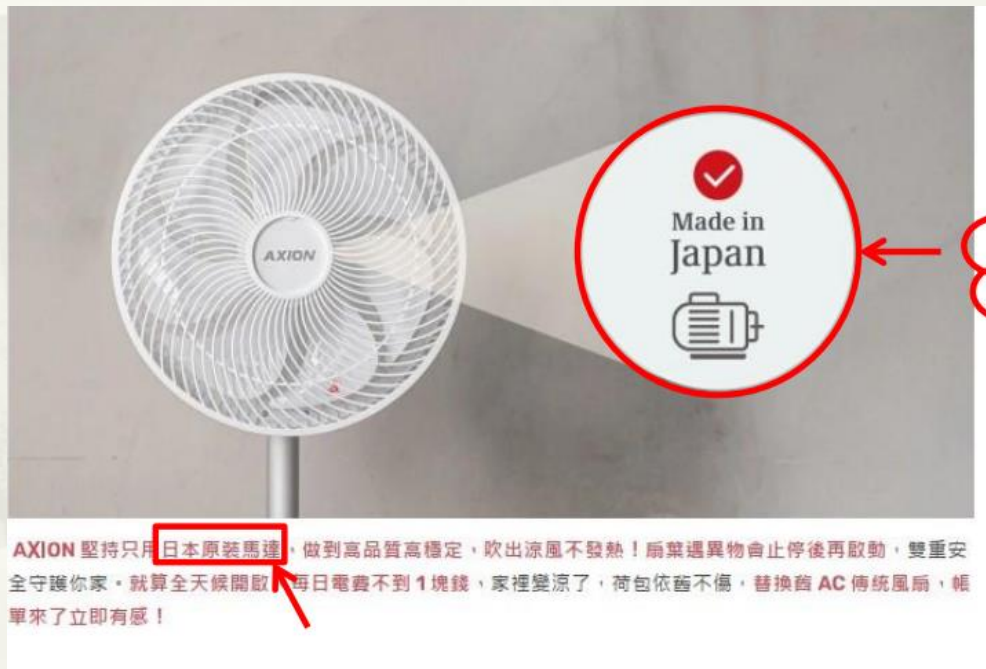 AXION
Made in
Japan
AXION 堅持只用日本原裝馬達，做到高品質高穩定，吹出涼風不發熱！扇葉遇異物會止停後再啟動，雙重安
全守護你家。就算全天候開啟，每日電費不到 1 塊錢、家裡變涼了，荷包依舊不傷，替換舊 AC 傳統風扇，帳
單來了立即有感！